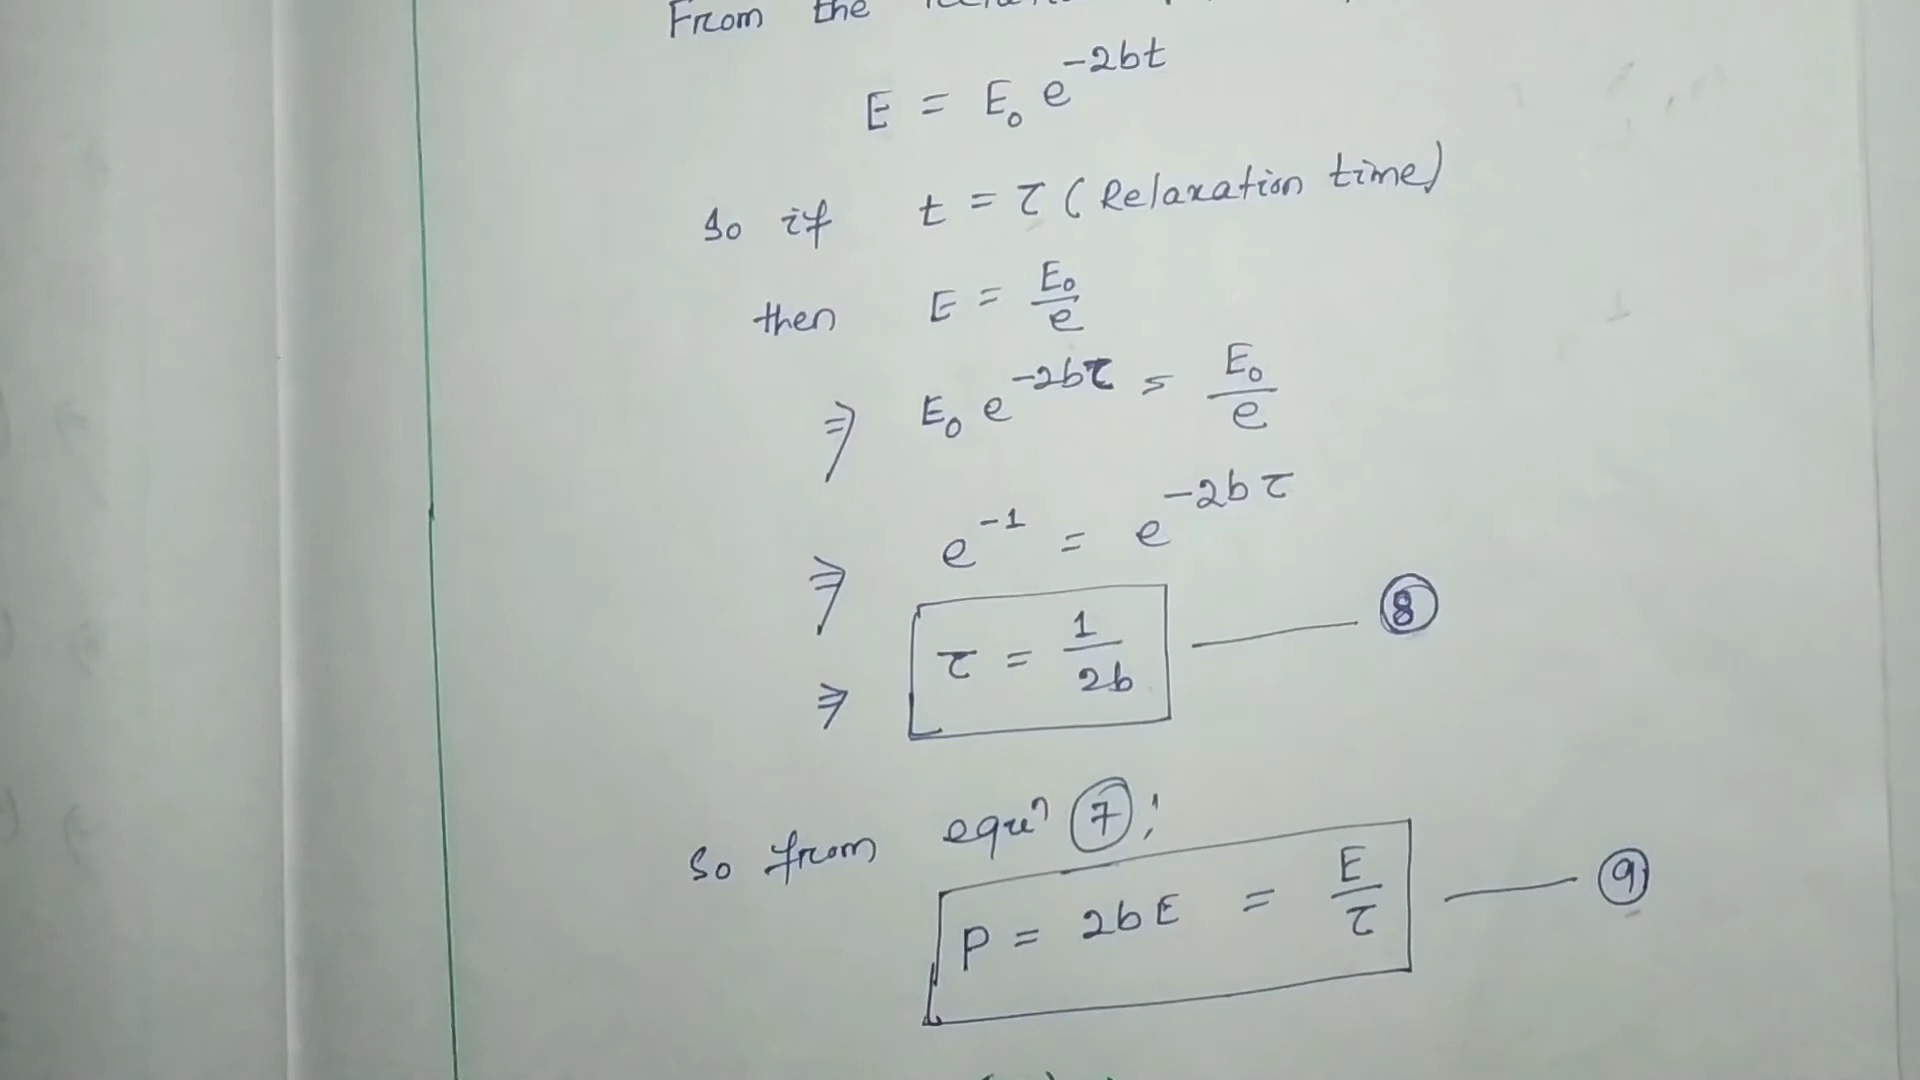 From the
E = E₀ e^{-2bt}
So if t = τ (Relaxation time)
then E = E₀/e
⇒ E₀ e^{-2bτ} = E₀/e
⇒ e^{-1} = e^{-2bτ}
⇒ τ = 1/2b —— ⑧
So from equⁿ ⑦;
P = 2bE = E/τ —— ⑨